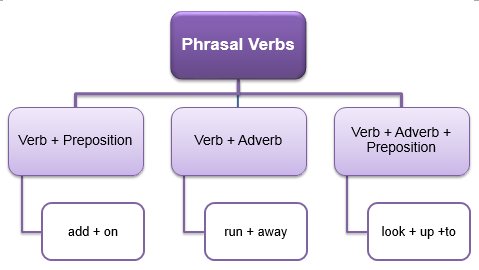 Phrasal Verbs
Verb + Preposition
Verb + Adverb
Verb + Adverb +
Preposition
add + on
run + away
look + up +to